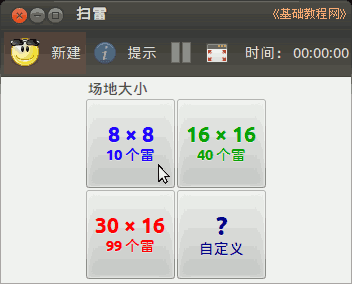 扫雷
《基础教程网》
新建 提示 时间: 00:00:00
场地大小
8 × 8
10 个雷
16 × 16
40 个雷
30 × 16
99 个雷
?
自定义